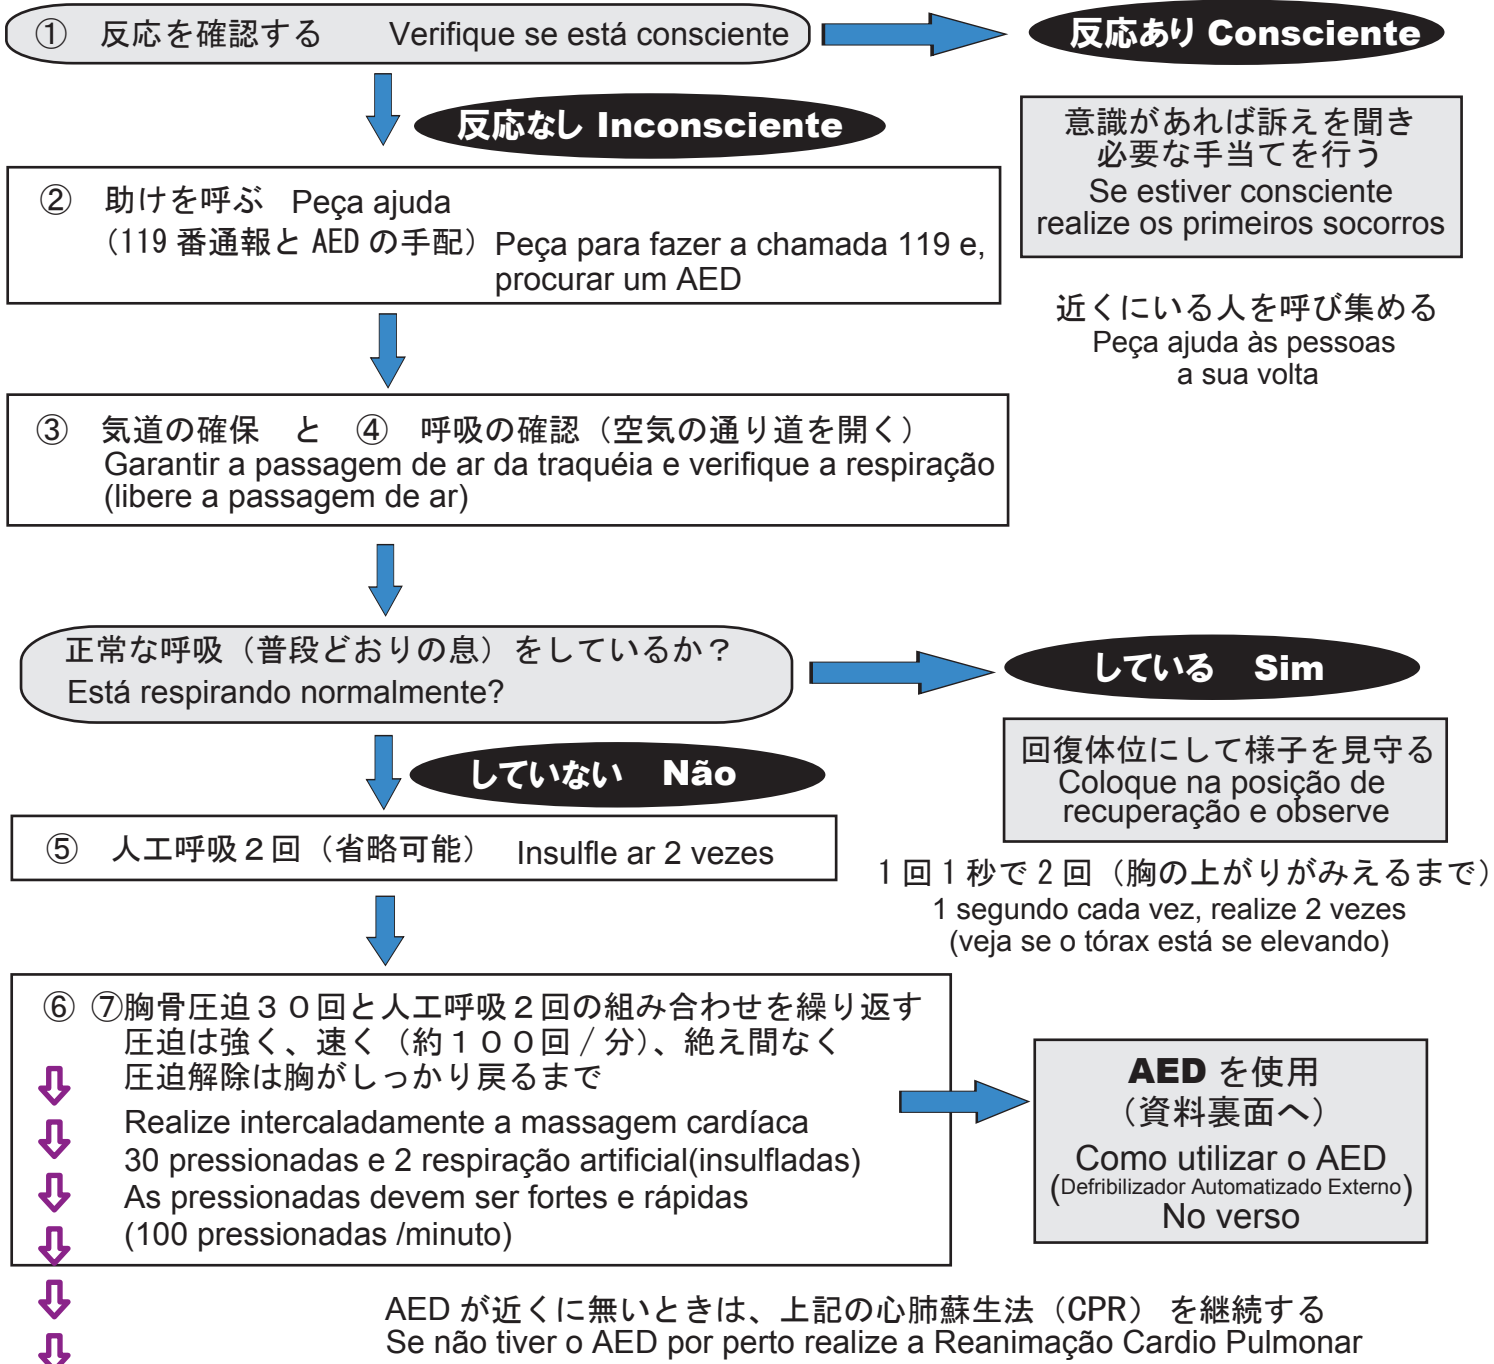 ① 反応を確認する Verifique se está consciente
反応あり Consciente
反応なし Inconsciente
意識があれば訴えを聞き
必要な手当てを行う
Se estiver consciente
realize os primeiros socorros
② 助けを呼ぶ Peça ajuda
（119 番通報と AED の手配）Peça para fazer a chamada 119 e,
procurar um AED
近くにいる人を呼び集める
Peça ajuda às pessoas
a sua volta
③ 気道の確保 と ④ 呼吸の確認（空気の通り道を開く）
Garantir a passagem de ar da traquéia e verifique a respiração
(libere a passagem de ar)
正常な呼吸（普段どおりの息）をしているか？
Está respirando normalmente?
している Sim
していない Não
回復体位にして様子を見守る
Coloque na posição de
recuperação e observe
⑤ 人工呼吸２回（省略可能） Insulfle ar 2 vezes
1 回 1 秒で 2 回（胸の上がりがみえるまで）
1 segundo cada vez, realize 2 vezes
(veja se o tórax está se elevando)
⑥ ⑦胸骨圧迫３０回と人工呼吸２回の組み合わせを繰り返す
圧迫は強く、速く（約１００回 / 分）、絶え間なく
圧迫解除は胸がしっかり戻るまで
Realize intercaladamente a massagem cardíaca
30 pressionadas e 2 respiração artificial(insulfladas)
As pressionadas devem ser fortes e rápidas
(100 pressionadas /minuto)
AED を使用
（資料裏面へ）
Como utilizar o AED
(Defribilizador Automatizado Externo)
No verso
AED が近くに無いときは、上記の心肺蘇生法（CPR） を継続する
Se não tiver o AED por perto realize a Reanimação Cardio Pulmonar